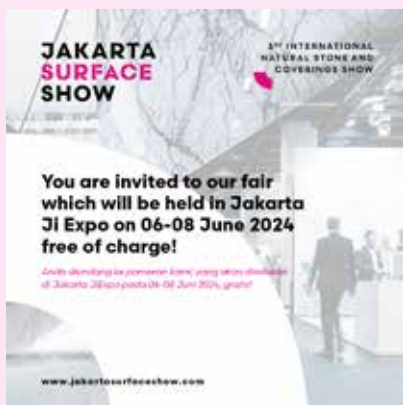 JAKARTA
SURFACE
SHOW
INTERNATIONAL
NATURAL STONE AND
COVERINGS SHOW
You are invited to our fair
which will be held in Jakarta
Ji Expo on 06-08 June 2024
free of charge!
Anda diundang ke pameran kami, yang akan
di Jakarta JIExpo pada 06-08 Juni 2024, gratis!
www.jakartasurfaceshow.com